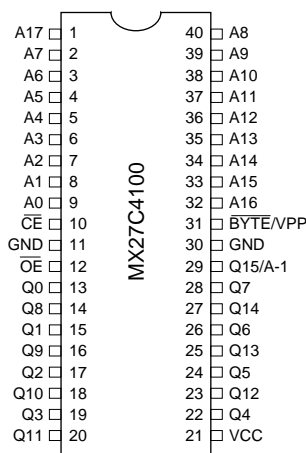 A17 1 40 A8
A7 2 39 A9
A6 3 38 A10
A5 4 37 A11
A4 5 36 A12
A3 6 35 A13
A2 7 34 A14
A1 8 33 A15
A0 9 32 A16
C̅E̅ 10 31 B̅Y̅T̅E̅/VPP
GND 11 30 GND
O̅E̅ 12 29 Q15/A-1
Q0 13 28 Q7
Q8 14 27 Q14
Q1 15 26 Q6
Q9 16 25 Q13
Q2 17 24 Q5
Q10 18 23 Q12
Q3 19 22 Q4
Q11 20 21 VCC
MX27C4100